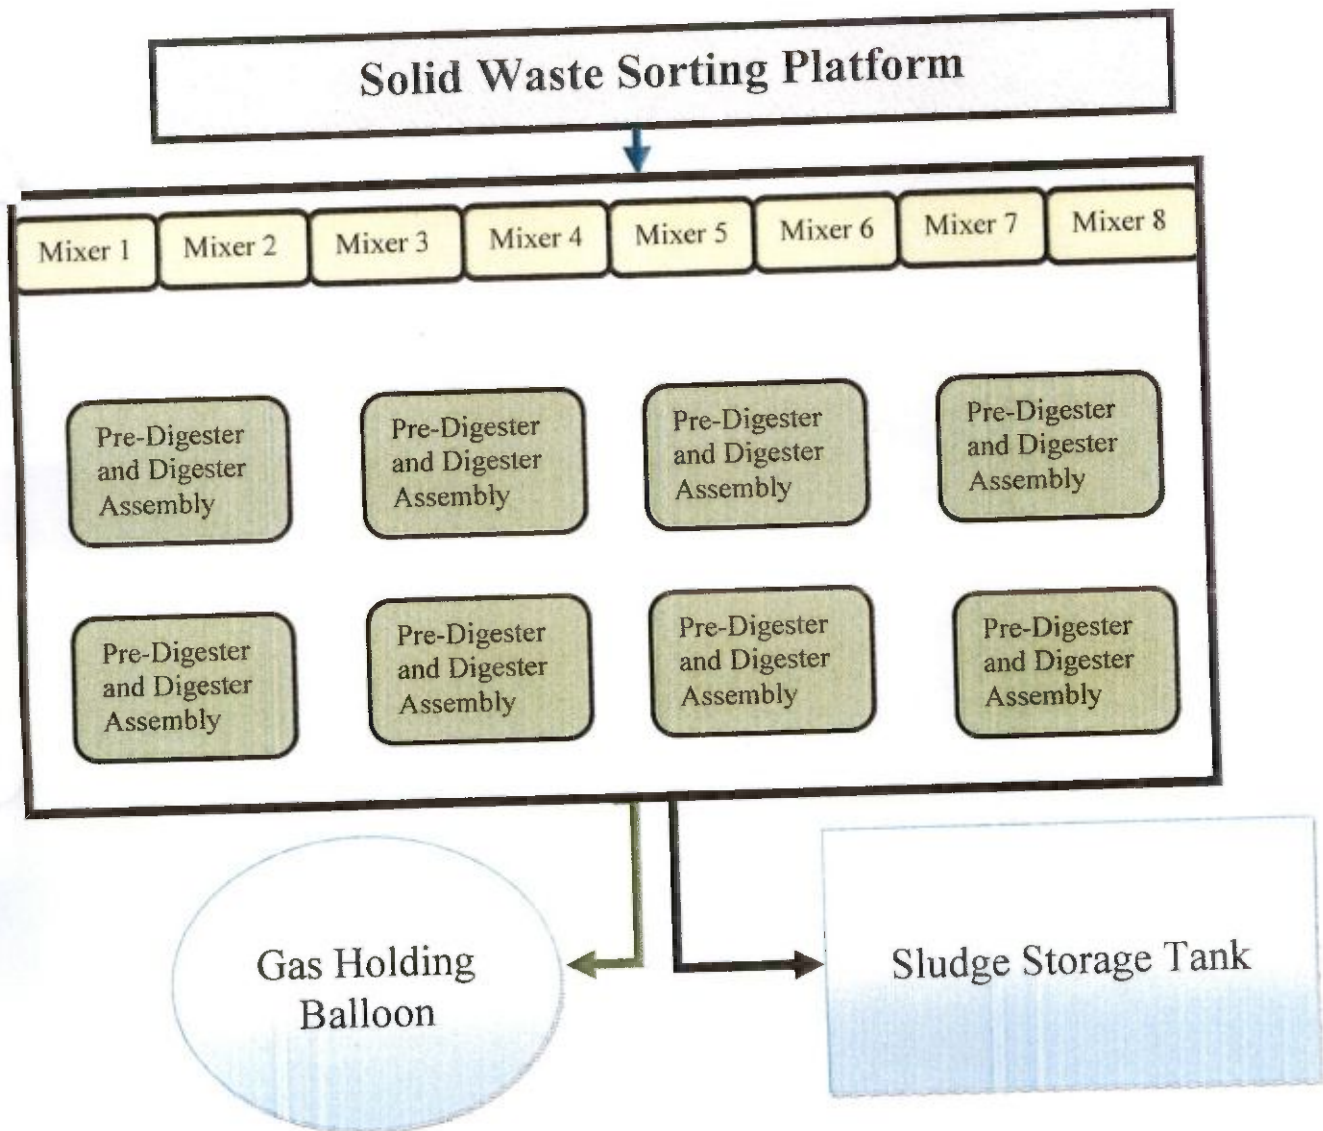 Solid Waste Sorting Platform
Mixer 1
Mixer 2
Mixer 3
Mixer 4
Mixer 5
Mixer 6
Mixer 7
Mixer 8
Pre-Digester
and Digester
Assembly
Pre-Digester
and Digester
Assembly
Pre-Digester
and Digester
Assembly
Pre-Digester
and Digester
Assembly
Pre-Digester
and Digester
Assembly
Pre-Digester
and Digester
Assembly
Pre-Digester
and Digester
Assembly
Pre-Digester
and Digester
Assembly
Gas Holding
Balloon
Sludge Storage Tank